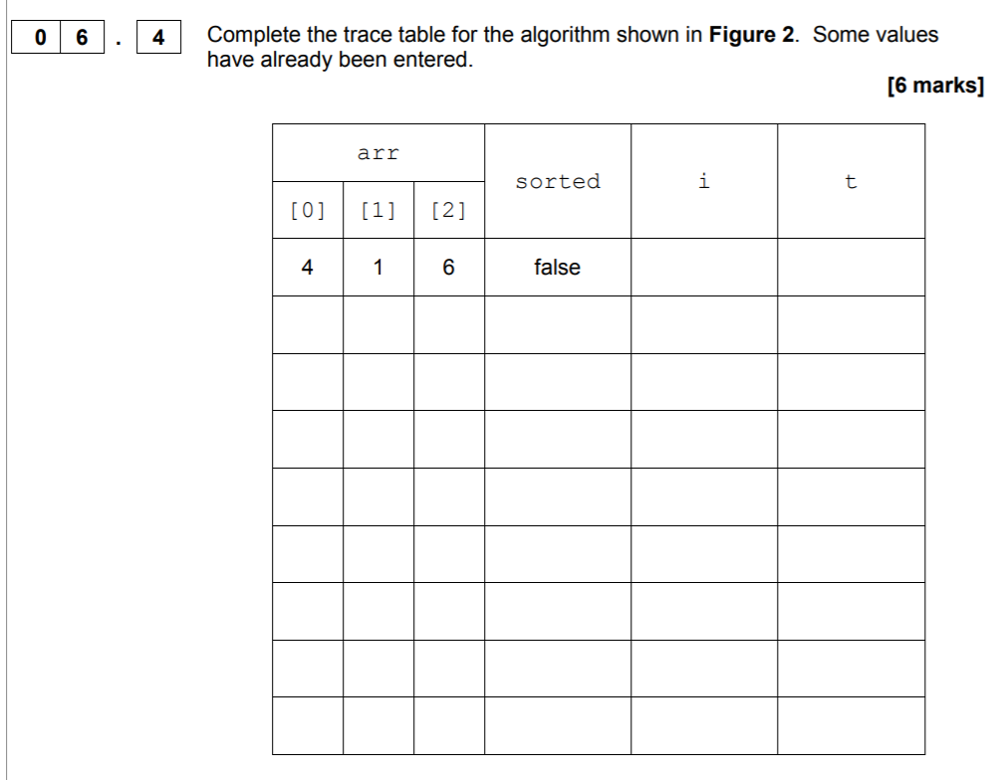 0 6 . 4 Complete the trace table for the algorithm shown in Figure 2. Some values
have already been entered.
[6 marks]
arr
sorted i t
[0] [1] [2]
4 1 6 false